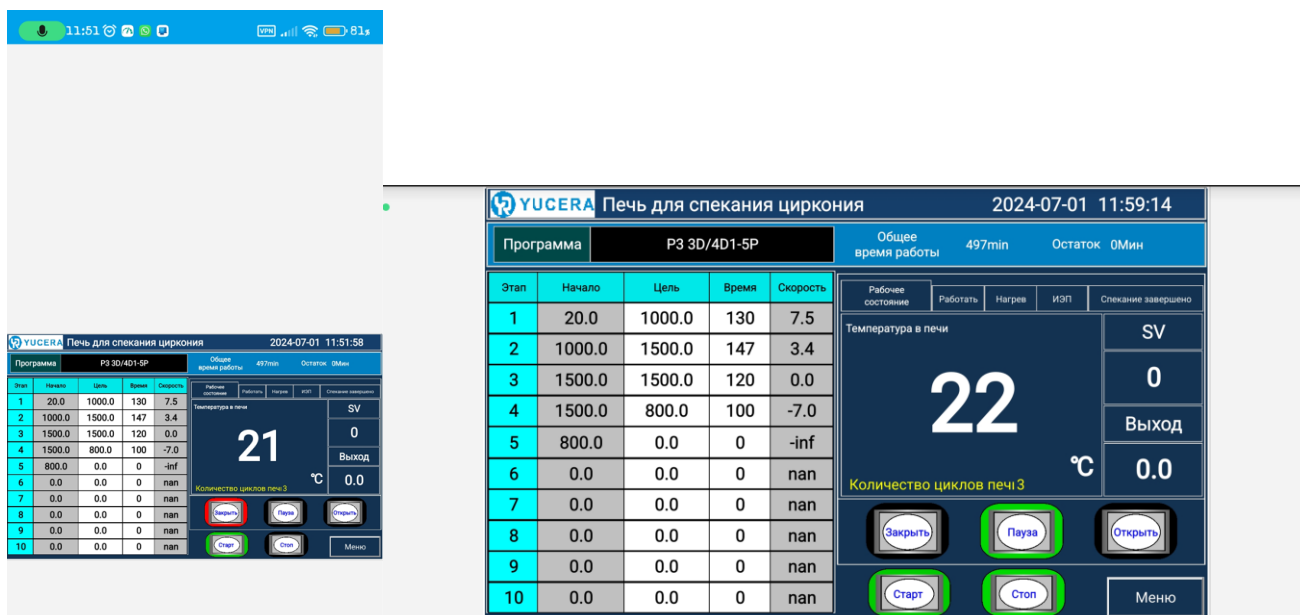 11:51
VPN 81
YUCERA Печь для спекания циркония 2024-07-01 11:51:58
Программа P3 3D/4D1-5P Общее время работы 497min Остаток 0Мин
Этап Начало Цель Время Скорость
1 20.0 1000.0 130 7.5
2 1000.0 1500.0 147 3.4
3 1500.0 1500.0 120 0.0
4 1500.0 800.0 100 -7.0
5 800.0 0.0 0 -inf
6 0.0 0.0 0 nan
7 0.0 0.0 0 nan
8 0.0 0.0 0 nan
9 0.0 0.0 0 nan
10 0.0 0.0 0 nan
Рабочее состояние Работать Нагрев ИЭП Спекание завершено
Температура в печи
21
°C
Количество циклов печі 3
SV
0
Выход
0.0
Закрыть Пауза Открыть
Старт Стоп Меню
YUCERA Печь для спекания циркония 2024-07-01 11:59:14
Программа P3 3D/4D1-5P
Общее
время работы
497min Остаток 0Мин
Этап Начало Цель Время Скорость
1 20.0 1000.0 130 7.5
2 1000.0 1500.0 147 3.4
3 1500.0 1500.0 120 0.0
4 1500.0 800.0 100 -7.0
5 800.0 0.0 0 -inf
6 0.0 0.0 0 nan
7 0.0 0.0 0 nan
8 0.0 0.0 0 nan
9 0.0 0.0 0 nan
10 0.0 0.0 0 nan
Рабочее
состояние
Работать Нагрев ИЭП Спекание завершено
Температура в печи
22
°C
Количество циклов печі 3
SV
0
Выход
0.0
Закрыть Пауза Открыть
Старт Стоп Меню